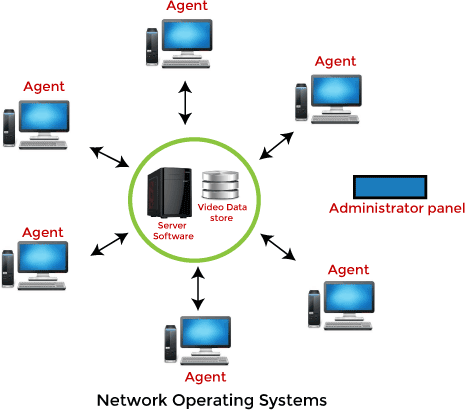 Agent
Agent
Agent
Agent
Server
Software
Video Data
store
Administrator panel
Agent
Agent
Agent
Network Operating Systems